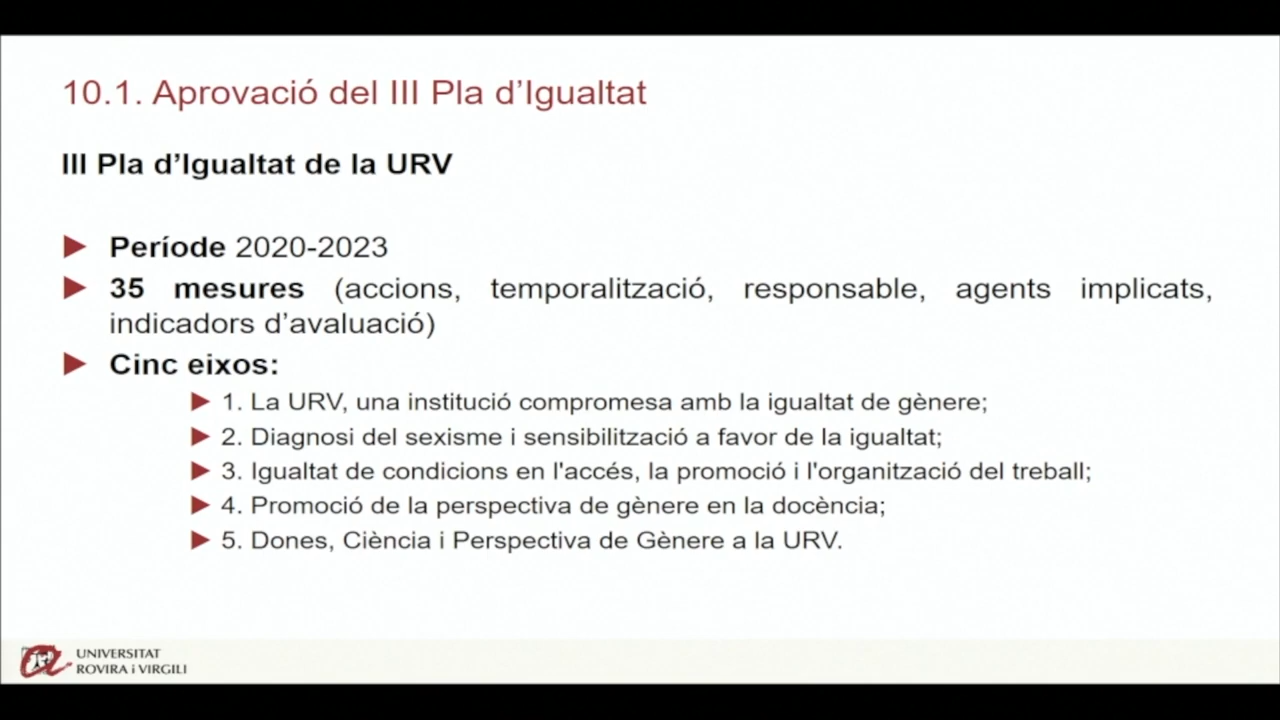 10.1. Aprovació del III Pla d’Igualtat
III Pla d’Igualtat de la URV
Període 2020-2023
35 mesures (accions, temporalització, responsable, agents implicats,
indicadors d’avaluació)
Cinc eixos:
1. La URV, una institució compromesa amb la igualtat de gènere;
2. Diagnosi del sexisme i sensibilització a favor de la igualtat;
3. Igualtat de condicions en l'accés, la promoció i l'organització del treball;
4. Promoció de la perspectiva de gènere en la docència;
5. Dones, Ciència i Perspectiva de Gènere a la URV.
UNIVERSITAT
ROVIRA i VIRGILI